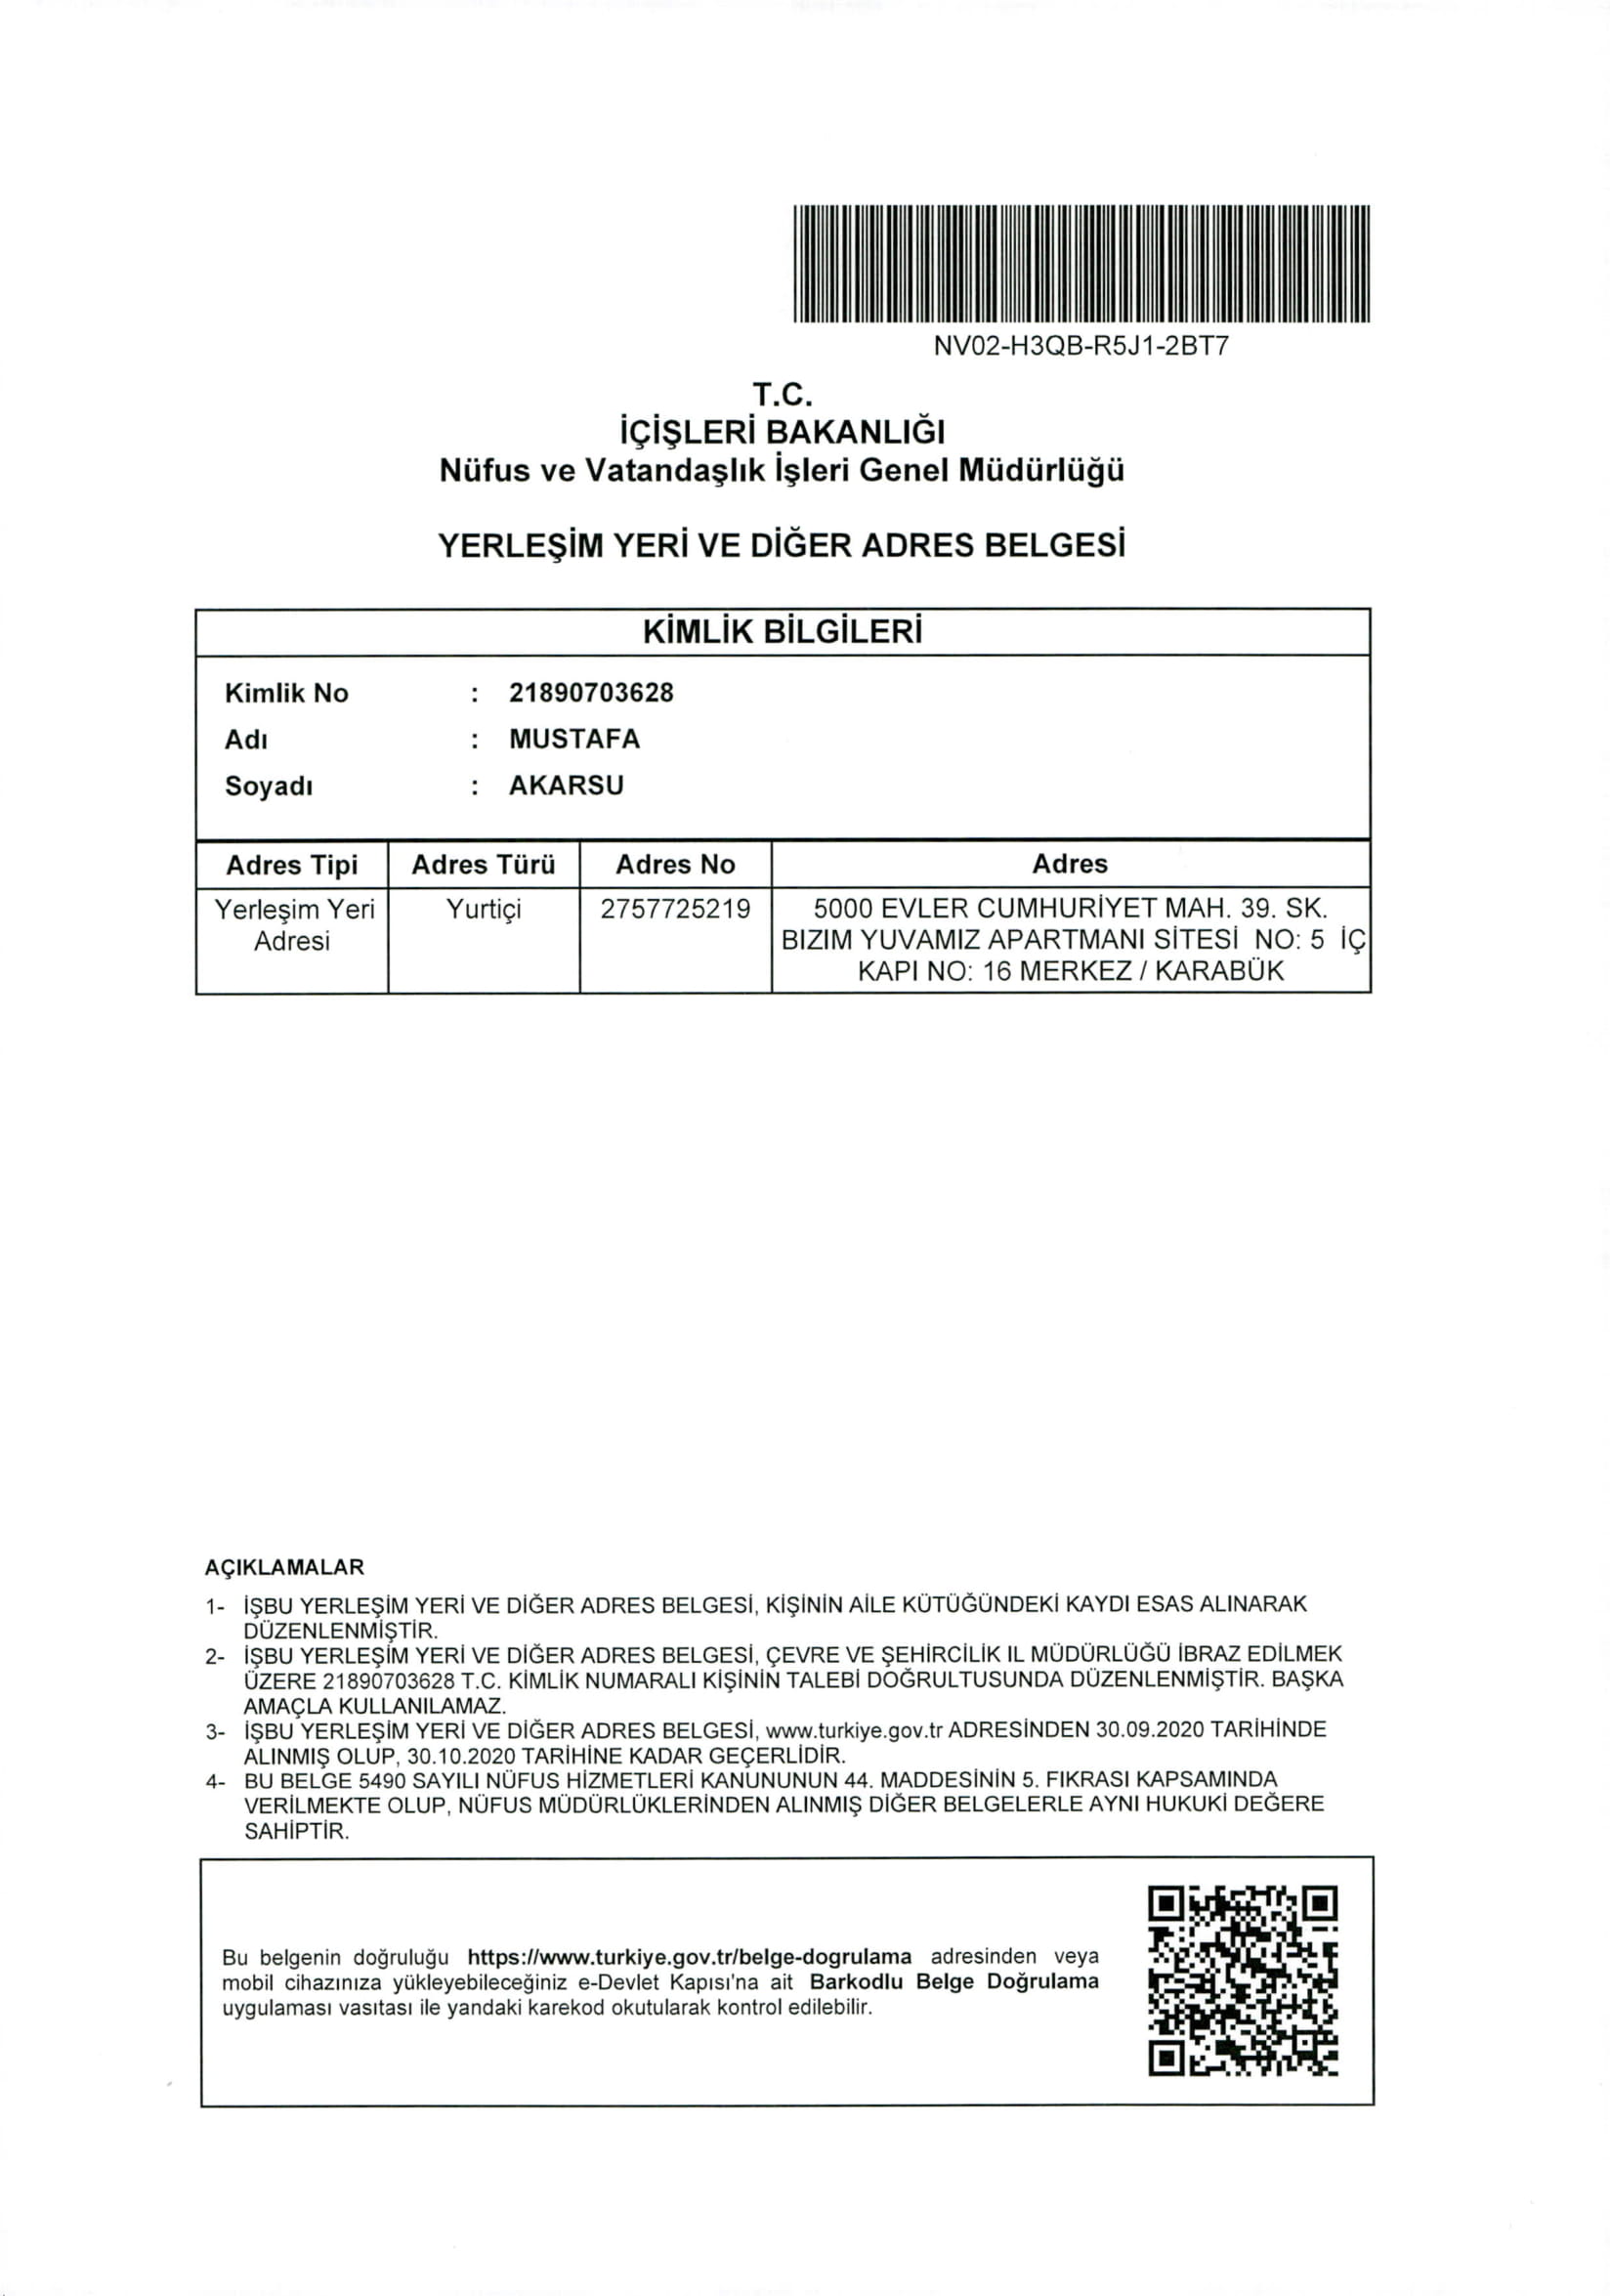 NV02-H3QB-R5J1-2BT7
T.C.
İÇİŞLERİ BAKANLIĞI
Nüfus ve Vatandaşlık İşleri Genel Müdürlüğü
YERLEŞİM YERİ VE DİĞER ADRES BELGESİ
KİMLİK BİLGİLERİ
Kimlik No : 21890703628
Adı : MUSTAFA
Soyadı : AKARSU
Adres Tipi Adres Türü Adres No Adres
Yerleşim Yeri Yurtiçi 2757725219 5000 EVLER CUMHURİYET MAH. 39. SK.
Adresi BIZIM YUVAMIZ APARTMANI SİTESİ NO: 5 İÇ
KAPI NO: 16 MERKEZ / KARABÜK
AÇIKLAMALAR
1- İŞBU YERLEŞİM YERİ VE DİĞER ADRES BELGESİ, KİŞİNİN AİLE KÜTÜĞÜNDEKİ KAYDI ESAS ALINARAK
DÜZENLENMİŞTİR.
2- İŞBU YERLEŞİM YERİ VE DİĞER ADRES BELGESİ, ÇEVRE VE ŞEHİRCİLİK IL MÜDÜRLÜĞÜ İBRAZ EDİLMEK
ÜZERE 21890703628 T.C. KİMLİK NUMARALI KİŞİNİN TALEBİ DOĞRULTUSUNDA DÜZENLENMİŞTİR. BAŞKA
AMAÇLA KULLANILAMAZ.
3- İŞBU YERLEŞİM YERİ VE DİĞER ADRES BELGESİ, www.turkiye.gov.tr ADRESİNDEN 30.09.2020 TARİHİNDE
ALINMIŞ OLUP, 30.10.2020 TARİHİNE KADAR GEÇERLİDİR.
4- BU BELGE 5490 SAYILI NÜFUS HİZMETLERİ KANUNUNUN 44. MADDESİNİN 5. FIKRASI KAPSAMINDA
VERİLMEKTE OLUP, NÜFUS MÜDÜRLÜKLERİNDEN ALINMIŞ DİĞER BELGELERLE AYNI HUKUKİ DEĞERE
SAHİPTİR.
Bu belgenin doğruluğu https://www.turkiye.gov.tr/belge-dogrulama adresinden veya
mobil cihazınıza yükleyebileceğiniz e-Devlet Kapısı'na ait Barkodlu Belge Doğrulama
uygulaması vasıtası ile yandaki karekod okutularak kontrol edilebilir.